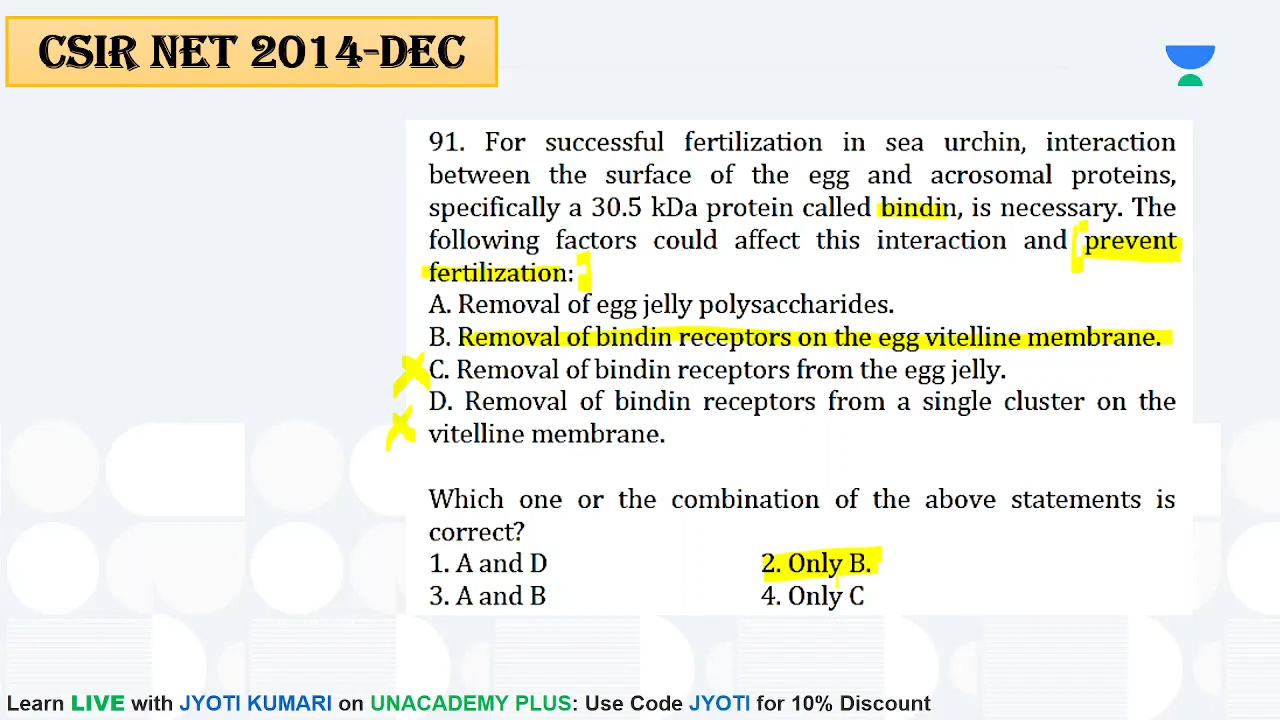 CSIR NET 2014-DEC
91. For successful fertilization in sea urchin, interaction
between the surface of the egg and acrosomal proteins,
specifically a 30.5 kDa protein called bindin, is necessary. The
following factors could affect this interaction and prevent
fertilization:
A. Removal of egg jelly polysaccharides.
B. Removal of bindin receptors on the egg vitelline membrane.
C. Removal of bindin receptors from the egg jelly.
D. Removal of bindin receptors from a single cluster on the
vitelline membrane.
Which one or the combination of the above statements is
correct?
1. A and D 2. Only B.
3. A and B 4. Only C
Learn LIVE with JYOTI KUMARI on UNACADEMY PLUS: Use Code JYOTI for 10% Discount